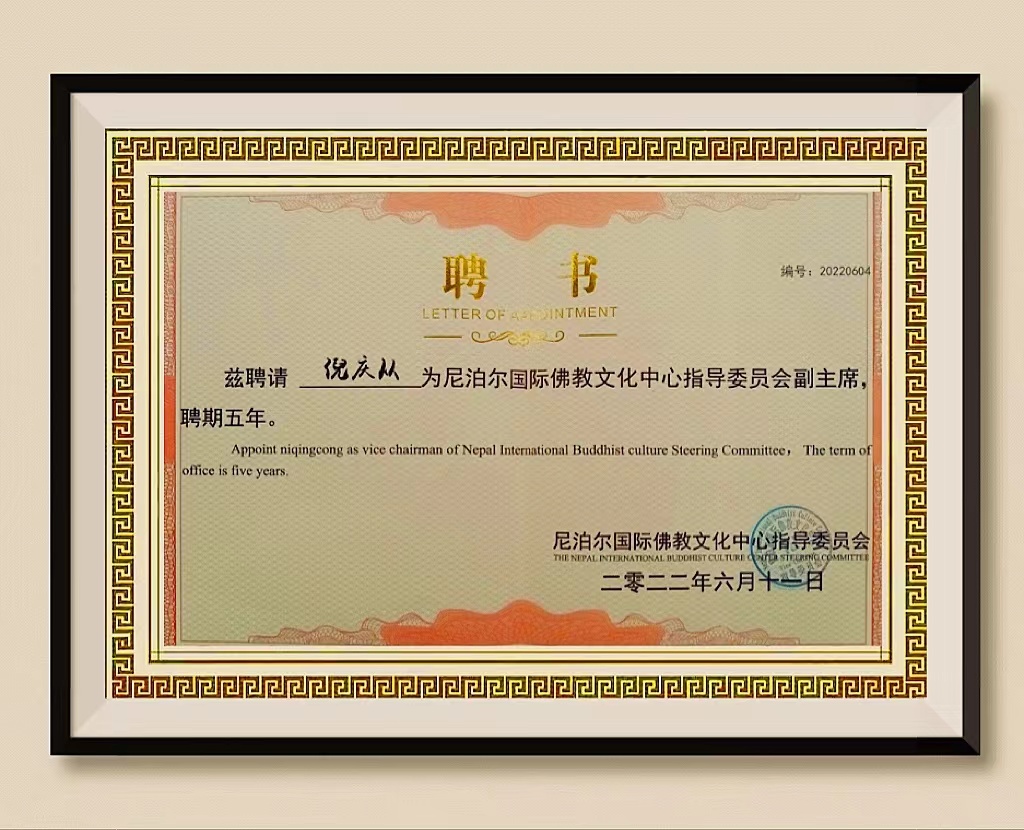 聘 书
编号：20220604
LETTER OF APPOINTMENT
兹聘请 倪庆从 为尼泊尔国际佛教文化中心指导委员会副主席，
聘期五年。
Appoint niqingcong as vice chairman of Nepal International Buddhist culture Steering Committee， The term of
office is five years.
尼泊尔国际佛教文化中心指导委员会
THE NEPAL INTERNATIONAL BUDDHIST CULTURE CENTER STEERING COMMITTEE
二零二二年六月十一日